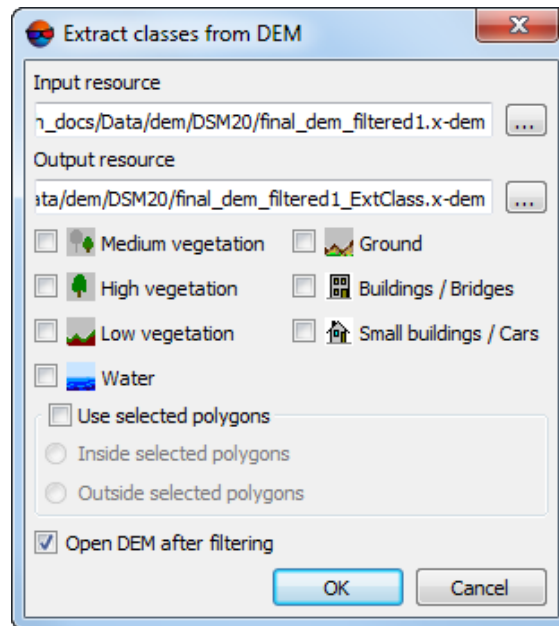 Extract classes from DEM
Input resource
n_docs/Data/dem/DSM20/final_dem_filtered1.x-dem ...
Output resource
ata/dem/DSM20/final_dem_filtered1_ExtClass.x-dem ...
Medium vegetation Ground
High vegetation Buildings / Bridges
Low vegetation Small buildings / Cars
Water
Use selected polygons
Inside selected polygons
Outside selected polygons
Open DEM after filtering
OK Cancel